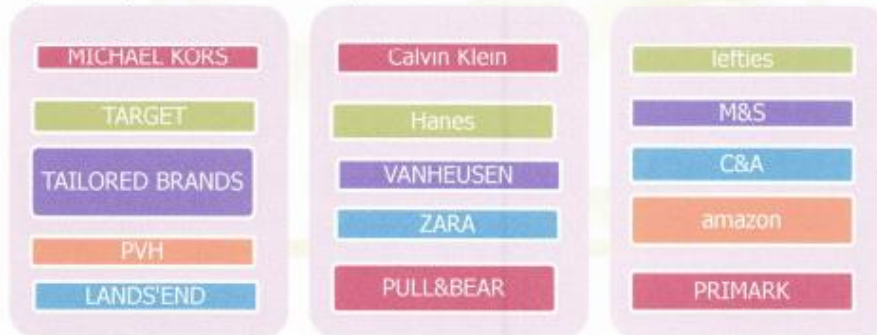 MICHAEL KORS
TARGET
TAILORED BRANDS
PVH
LANDS'END
Calvin Klein
Hanes
VANHEUSEN
ZARA
PULL&BEAR
lefties
M&S
C&A
amazon
PRIMARK